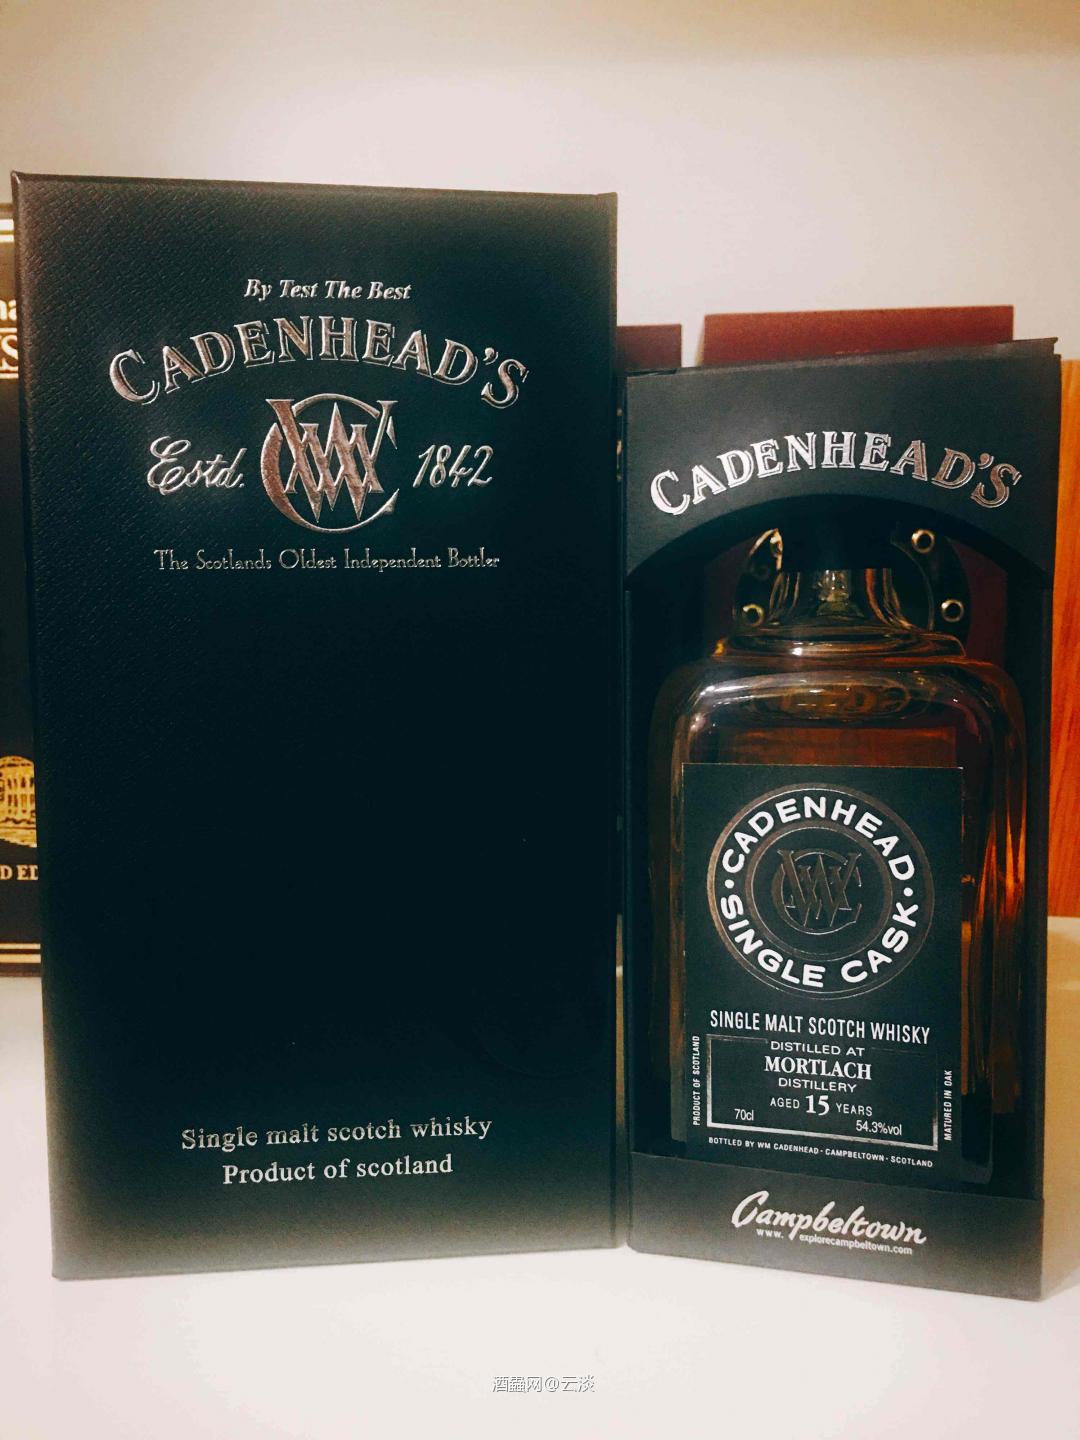 By Test The Best
CADENHEAD'S
Estd. WMC 1842
The Scotlands Oldest Independent Bottler
Single malt scotch whisky
Product of scotland
CADENHEAD'S
·CADENHEAD·
SINGLE CASK
SINGLE MALT SCOTCH WHISKY
DISTILLED AT
MORTLACH
DISTILLERY
AGED 15 YEARS
70cl 54.3%vol
PRODUCT OF SCOTLAND
MATURED IN OAK
BOTTLED BY WM CADENHEAD·CAMPBELTOWN·SCOTLAND
Campbeltown
www.explorecampbeltown.com
D ED
酒蟲网@云淡